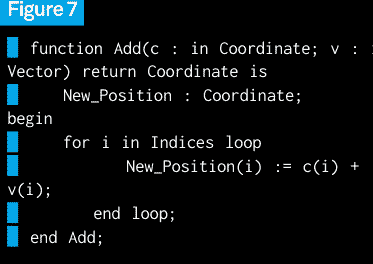 Figure 7
function Add(c : in Coordinate; v :
Vector) return Coordinate is
New_Position : Coordinate;
begin
for i in Indices loop
New_Position(i) := c(i) +
v(i);
end loop;
end Add;